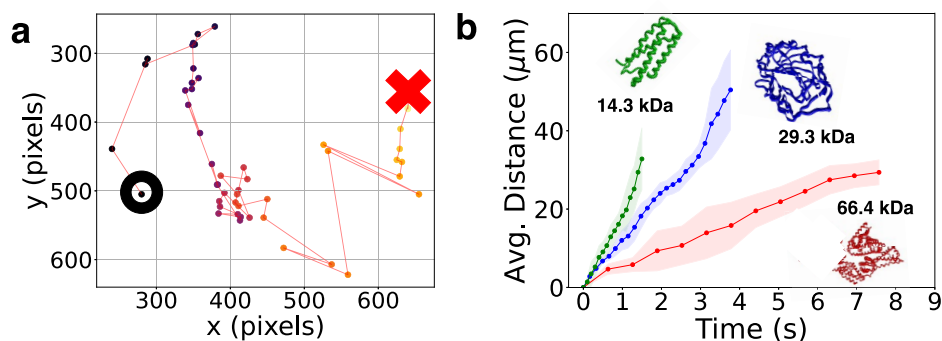 a
y (pixels)
300
400
500
600
300
400
500
600
x (pixels)
b
Avg. Distance (μm)
60
40
20
0
14.3 kDa
29.3 kDa
66.4 kDa
0
1
2
3
4
5
6
7
8
9
Time (s)